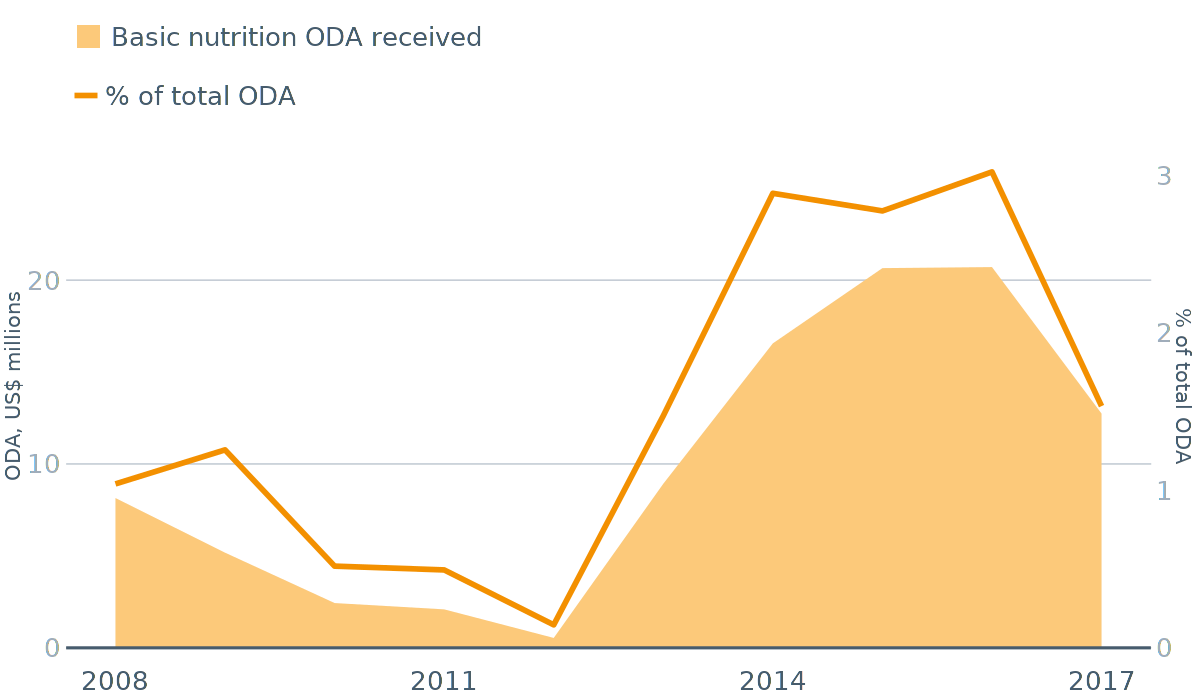 Basic nutrition ODA received
% of total ODA
3
20
2
10
1
0
0
ODA, US$ millions
% of total ODA
2008
2011
2014
2017